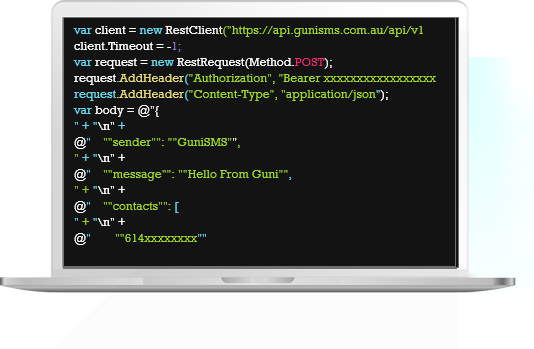 var client = new RestClient("https://api.gunisms.com.au/api/v1
client.Timeout = -1;
var request = new RestRequest(Method.POST);
request.AddHeader("Authorization", "Bearer xxxxxxxxxxxxxxxxxx
request.AddHeader("Content-Type", "application/json");
var body = @"{
" + "\n" +
@"    ""sender"": ""GuniSMS"",
" + "\n" +
@"    ""message"": ""Hello From Guni"",
" + "\n" +
@"    ""contacts"": [
" + "\n" +
@"        ""614xxxxxxxx""